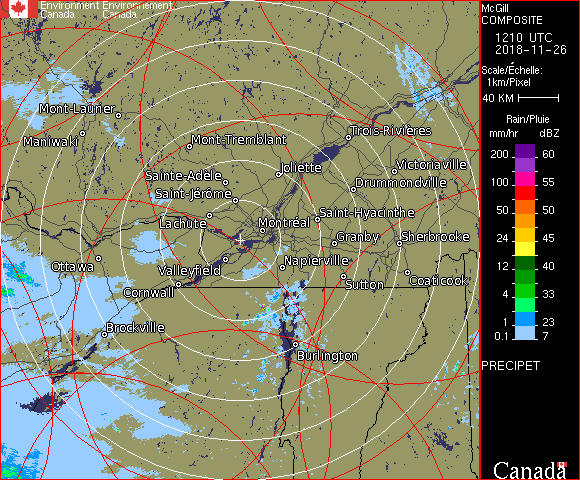 Environment Environnement
Canada Canada
McGill
COMPOSITE
1210 UTC
2018-11-26
Scale/Échelle:
1km/Pixel
40 KM
Rain/Pluie
mm/hr dBZ
200 60
150 57
100 55
50 50
24 45
12 40
4 33
1 23
0.1 7
PRECIPET
Canada
Mont-Laurier
Maniwaki
Mont-Tremblant
Trois-Rivières
Joliette
Victoriaville
Sainte-Adèle
Drummondville
Saint-Jérôme
Lachute
Saint-Hyacinthe
Montréal
Granby
Sherbrooke
Ottawa
Valleyfield
Napierville
Cornwall
Sutton
Coaticook
Brockville
Burlington